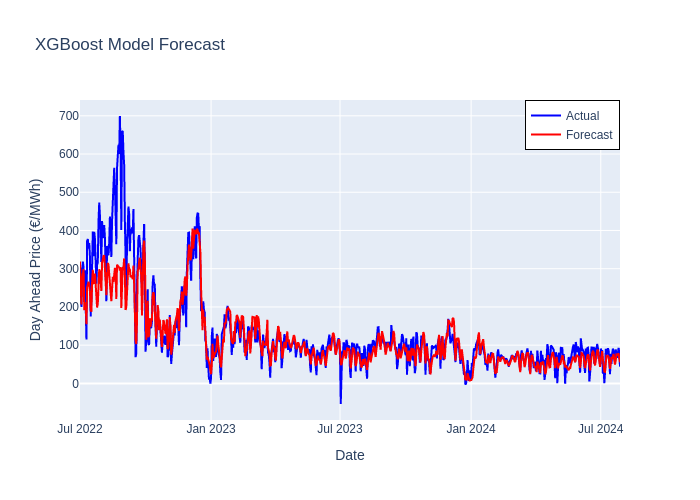 XGBoost Model Forecast
Actual
Forecast
700
600
500
400
300
200
100
0
Day Ahead Price (€/MWh)
Jul 2022
Jan 2023
Jul 2023
Jan 2024
Jul 2024
Date